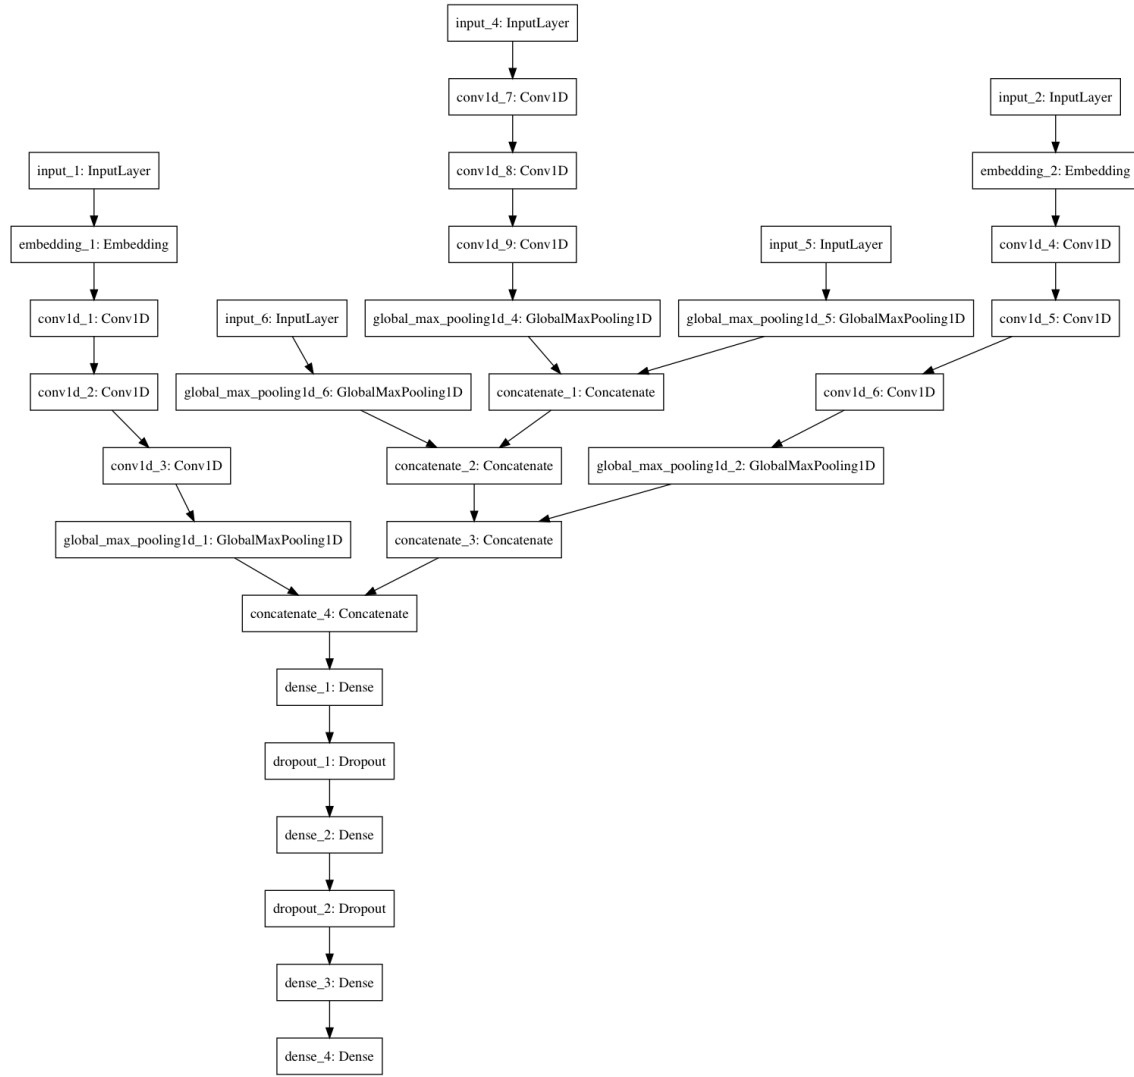 input_4: InputLayer
conv1d_7: Conv1D
input_2: InputLayer
input_1: InputLayer
conv1d_8: Conv1D
embedding_2: Embedding
embedding_1: Embedding
conv1d_9: Conv1D
input_5: InputLayer
conv1d_4: Conv1D
conv1d_1: Conv1D
input_6: InputLayer
global_max_pooling1d_4: GlobalMaxPooling1D
global_max_pooling1d_5: GlobalMaxPooling1D
conv1d_5: Conv1D
conv1d_2: Conv1D
global_max_pooling1d_6: GlobalMaxPooling1D
concatenate_1: Concatenate
conv1d_6: Conv1D
conv1d_3: Conv1D
concatenate_2: Concatenate
global_max_pooling1d_2: GlobalMaxPooling1D
global_max_pooling1d_1: GlobalMaxPooling1D
concatenate_3: Concatenate
concatenate_4: Concatenate
dense_1: Dense
dropout_1: Dropout
dense_2: Dense
dropout_2: Dropout
dense_3: Dense
dense_4: Dense